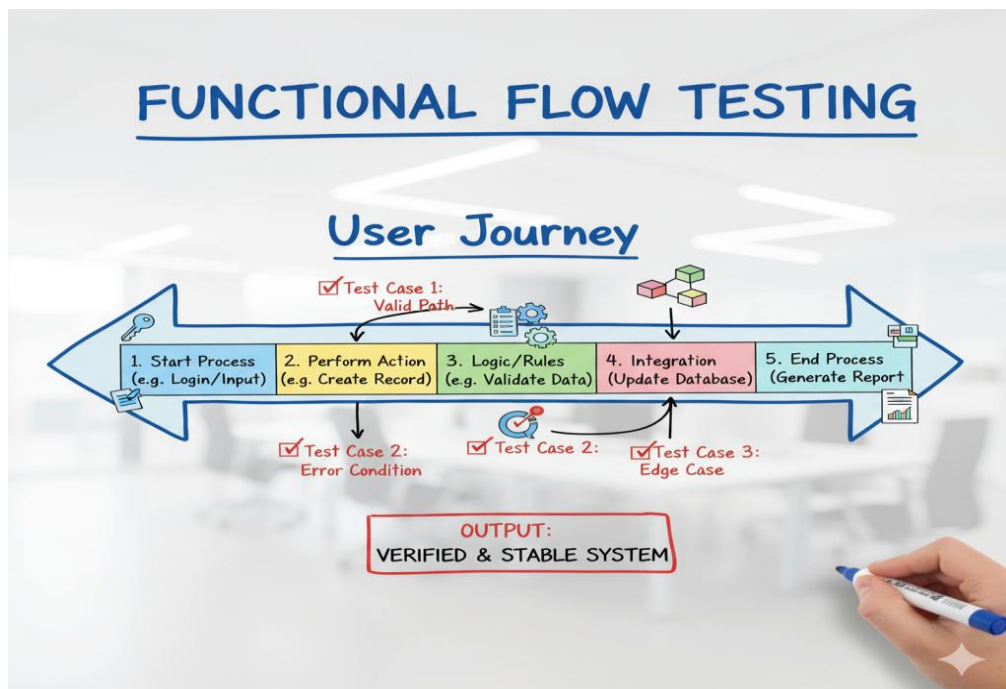 FUNCTIONAL FLOW TESTING
User Journey
Test Case 1:
Valid Path
1. Start Process
(e.g. Login/Input)
2. Perform Action
(e.g. Create Record)
3. Logic/Rules
(e.g. Validate Data)
4. Integration
(Update Database)
5. End Process
(Generate Report
Test Case 2:
Error Condition
Test Case 2:
Test Case 3:
Edge Case
OUTPUT:
VERIFIED & STABLE SYSTEM